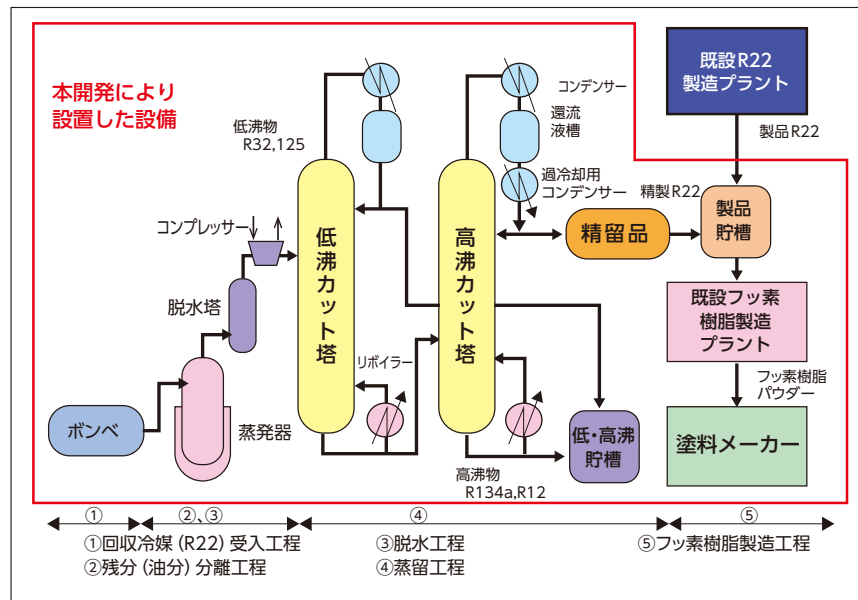 本開発により
設置した設備
低沸物
R32,125
コンデンサー
還流
液槽
過冷却用
コンデンサー
精製R22
既設R22
製造プラント
製品R22
コンプレッサー
脱水塔
低沸カット塔
高沸カット塔
精留品
製品
貯槽
既設フッ素
樹脂製造
プラント
リボイラー
フッ素樹脂
パウダー
ボンベ
蒸発器
低・高沸
貯槽
塗料メーカー
高沸物
R134a,R12
①
②、③
④
⑤
①回収冷媒(R22)受入工程
③脱水工程
⑤フッ素樹脂製造工程
②残分(油分)分離工程
④蒸留工程